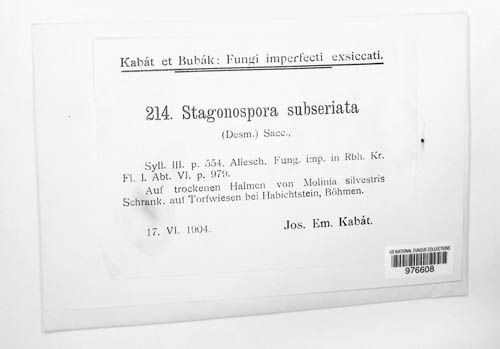 Kabát et Bubák: Fungi imperfecti exsiccati.
214. Stagonospora subseriata
(Desm.) Sacc.,
Syll. III. p. 554. Allesch. Fung. imp. in Rbh. Kr.
Fl. I. Abt. VI. p. 979.
Auf trockenen Halmen von Molinia silvestris
Schrank. auf Torfwiesen bei Habichtstein, Böhmen.
17. VI. 1904. Jos. Em. Kabát.
US NATIONAL FUNGUS COLLECTIONS
976608